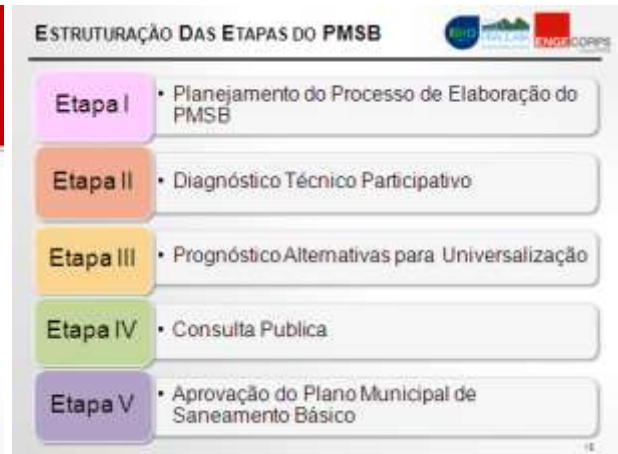 ESTRUTURAÇÃO DAS ETAPAS DO PMSB
ENGECORPS
Etapa I
• Planejamento do Processo de Elaboração do
PMSB
Etapa II
• Diagnóstico Técnico Participativo
Etapa III
• Prognóstico Alternativas para Universalização
Etapa IV
• Consulta Publica
Etapa V
• Aprovação do Plano Municipal de
Saneamento Básico